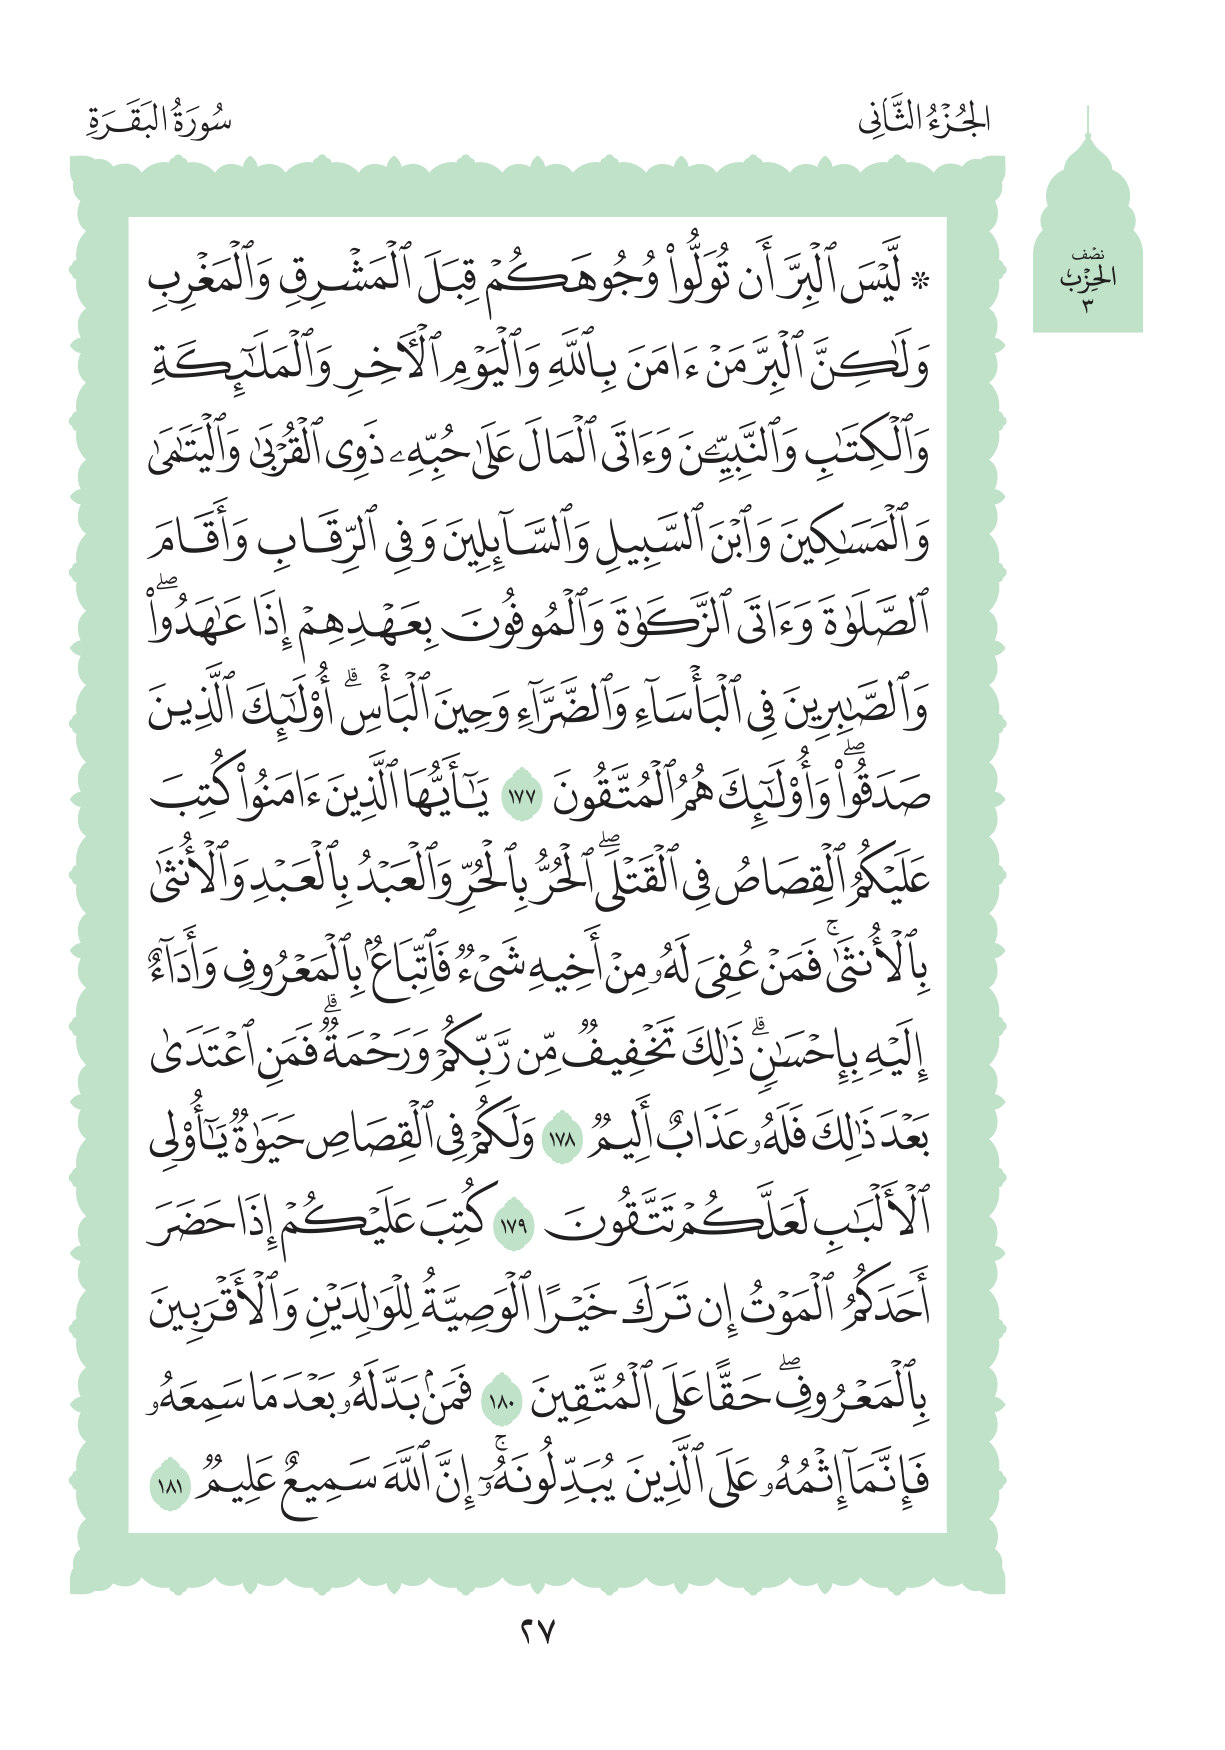 الجُزْءُ الثَّانِي
سُورَةُ البَقَرَةِ
نصف
الحِزْب
٣
۞ لَّيْسَ ٱلْبِرَّ أَن تُوَلُّوا۟ وُجُوهَكُمْ قِبَلَ ٱلْمَشْرِقِ وَٱلْمَغْرِبِ
وَلَٰكِنَّ ٱلْبِرَّ مَنْ ءَامَنَ بِٱللَّهِ وَٱلْيَوْمِ ٱلْـَٔاخِرِ وَٱلْمَلَٰٓئِكَةِ
وَٱلْكِتَٰبِ وَٱلنَّبِيِّـۧنَ وَءَاتَى ٱلْمَالَ عَلَىٰ حُبِّهِۦ ذَوِى ٱلْقُرْبَىٰ وَٱلْيَتَٰمَىٰ
وَٱلْمَسَٰكِينَ وَٱبْنَ ٱلسَّبِيلِ وَٱلسَّآئِلِينَ وَفِى ٱلرِّقَابِ وَأَقَامَ
ٱلصَّلَوٰةَ وَءَاتَى ٱلزَّكَوٰةَ وَٱلْمُوفُونَ بِعَهْدِهِمْ إِذَا عَٰهَدُوا۟ۖ
وَٱلصَّٰبِرِينَ فِى ٱلْبَأْسَآءِ وَٱلضَّرَّآءِ وَحِينَ ٱلْبَأْسِۗ أُو۟لَٰٓئِكَ ٱلَّذِينَ
صَدَقُوا۟ۖ وَأُو۟لَٰٓئِكَ هُمُ ٱلْمُتَّقُونَ ١٧٧ يَٰٓأَيُّهَا ٱلَّذِينَ ءَامَنُوا۟ كُتِبَ
عَلَيْكُمُ ٱلْقِصَاصُ فِى ٱلْقَتْلَىۖ ٱلْحُرُّ بِٱلْحُرِّ وَٱلْعَبْدُ بِٱلْعَبْدِ وَٱلْأُنثَىٰ
بِٱلْأُنثَىٰۚ فَمَنْ عُفِىَ لَهُۥ مِنْ أَخِيهِ شَىْءٌ فَٱتِّبَاعٌۢ بِٱلْمَعْرُوفِ وَأَدَآءٌ
إِلَيْهِ بِإِحْسَٰنٍۗ ذَٰلِكَ تَخْفِيفٌ مِّن رَّبِّكُمْ وَرَحْمَةٌۗ فَمَنِ ٱعْتَدَىٰ
بَعْدَ ذَٰلِكَ فَلَهُۥ عَذَابٌ أَلِيمٌ ١٧٨ وَلَكُمْ فِى ٱلْقِصَاصِ حَيَوٰةٌ يَٰٓأُو۟لِى
ٱلْأَلْبَٰبِ لَعَلَّكُمْ تَتَّقُونَ ١٧٩ كُتِبَ عَلَيْكُمْ إِذَا حَضَرَ
أَحَدَكُمُ ٱلْمَوْتُ إِن تَرَكَ خَيْرًا ٱلْوَصِيَّةُ لِلْوَٰلِدَيْنِ وَٱلْأَقْرَبِينَ
بِٱلْمَعْرُوفِۖ حَقًّا عَلَى ٱلْمُتَّقِينَ ١٨٠ فَمَنۢ بَدَّلَهُۥ بَعْدَ مَا سَمِعَهُۥ
فَإِنَّمَآ إِثْمُهُۥ عَلَى ٱلَّذِينَ يُبَدِّلُونَهُۥٓۚ إِنَّ ٱللَّهَ سَمِيعٌ عَلِيمٌ ١٨١
٢٧